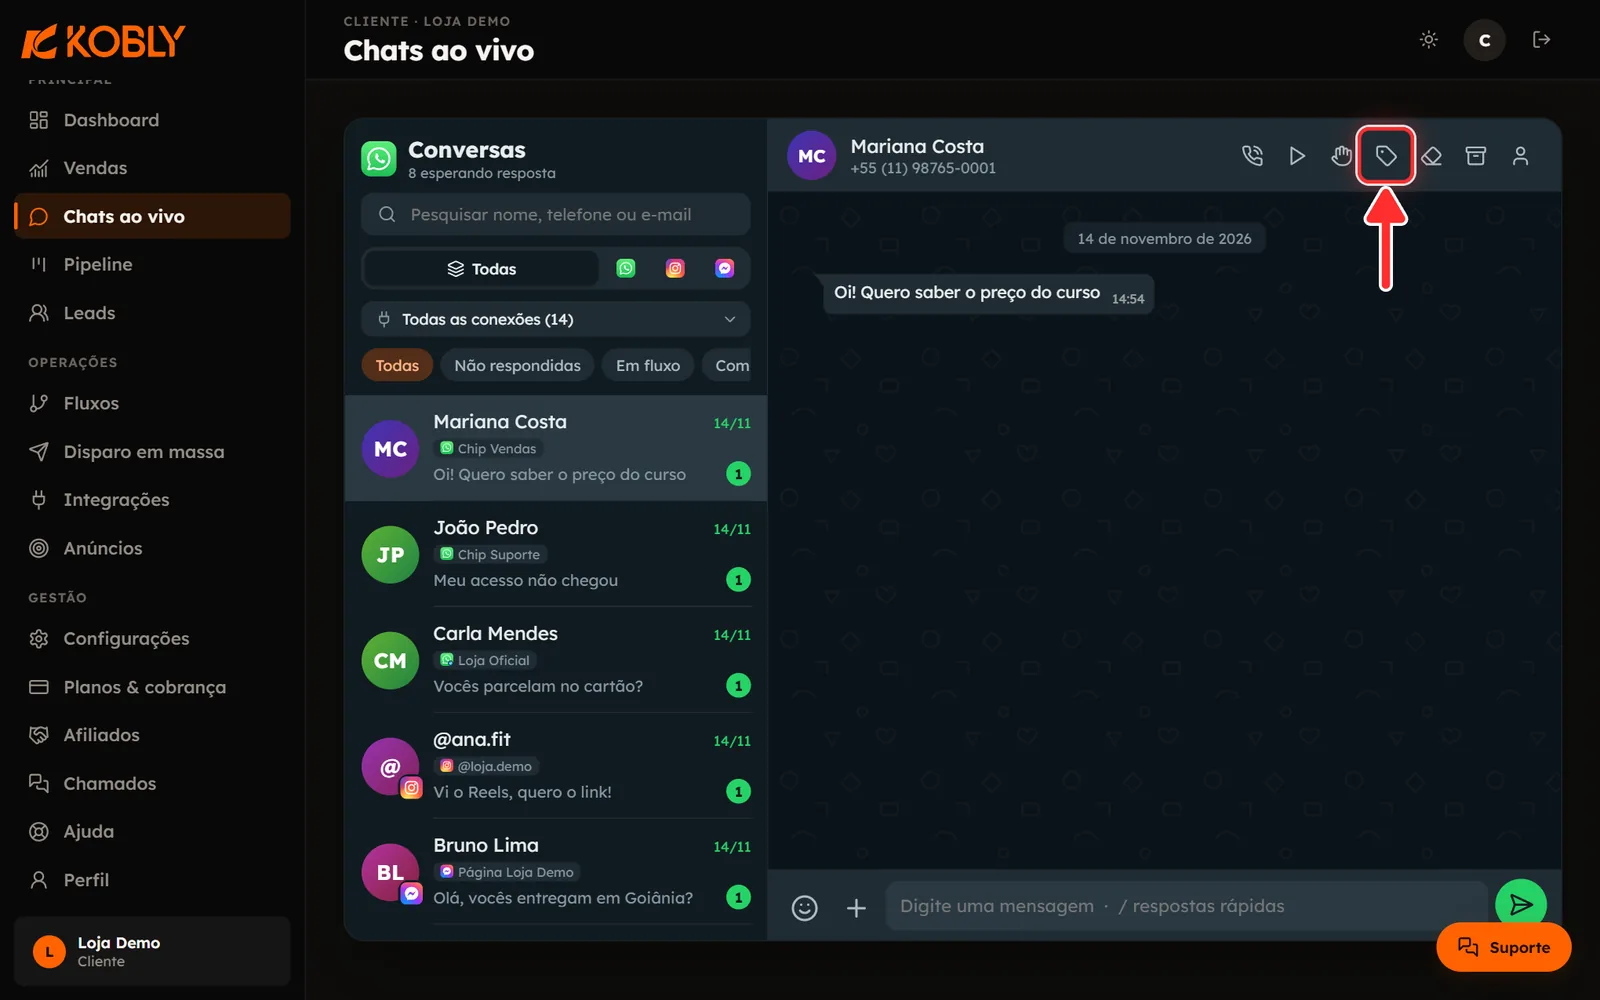 KOBLY
PRINCIPAL
Dashboard
Vendas
Chats ao vivo
Pipeline
Leads
OPERAÇÕES
Fluxos
Disparo em massa
Integrações
Anúncios
GESTÃO
Configurações
Planos & cobrança
Afiliados
Chamados
Ajuda
Perfil
L
Loja Demo
Cliente
CLIENTE · LOJA DEMO
Chats ao vivo
C
Conversas
8 esperando resposta
Pesquisar nome, telefone ou e-mail
Todas
Todas as conexões (14)
Todas
Não respondidas
Em fluxo
Com
MC
Mariana Costa
14/11
Chip Vendas
Oi! Quero saber o preço do curso
1
JP
João Pedro
14/11
Chip Suporte
Meu acesso não chegou
1
CM
Carla Mendes
14/11
Loja Oficial
Vocês parcelam no cartão?
1
@
@ana.fit
14/11
@loja.demo
Vi o Reels, quero o link!
1
BL
Bruno Lima
14/11
Página Loja Demo
Olá, vocês entregam em Goiânia?
1
MC
Mariana Costa
+55 (11) 98765-0001
14 de novembro de 2026
Oi! Quero saber o preço do curso 14:54
Digite uma mensagem · / respostas rápidas
Suporte